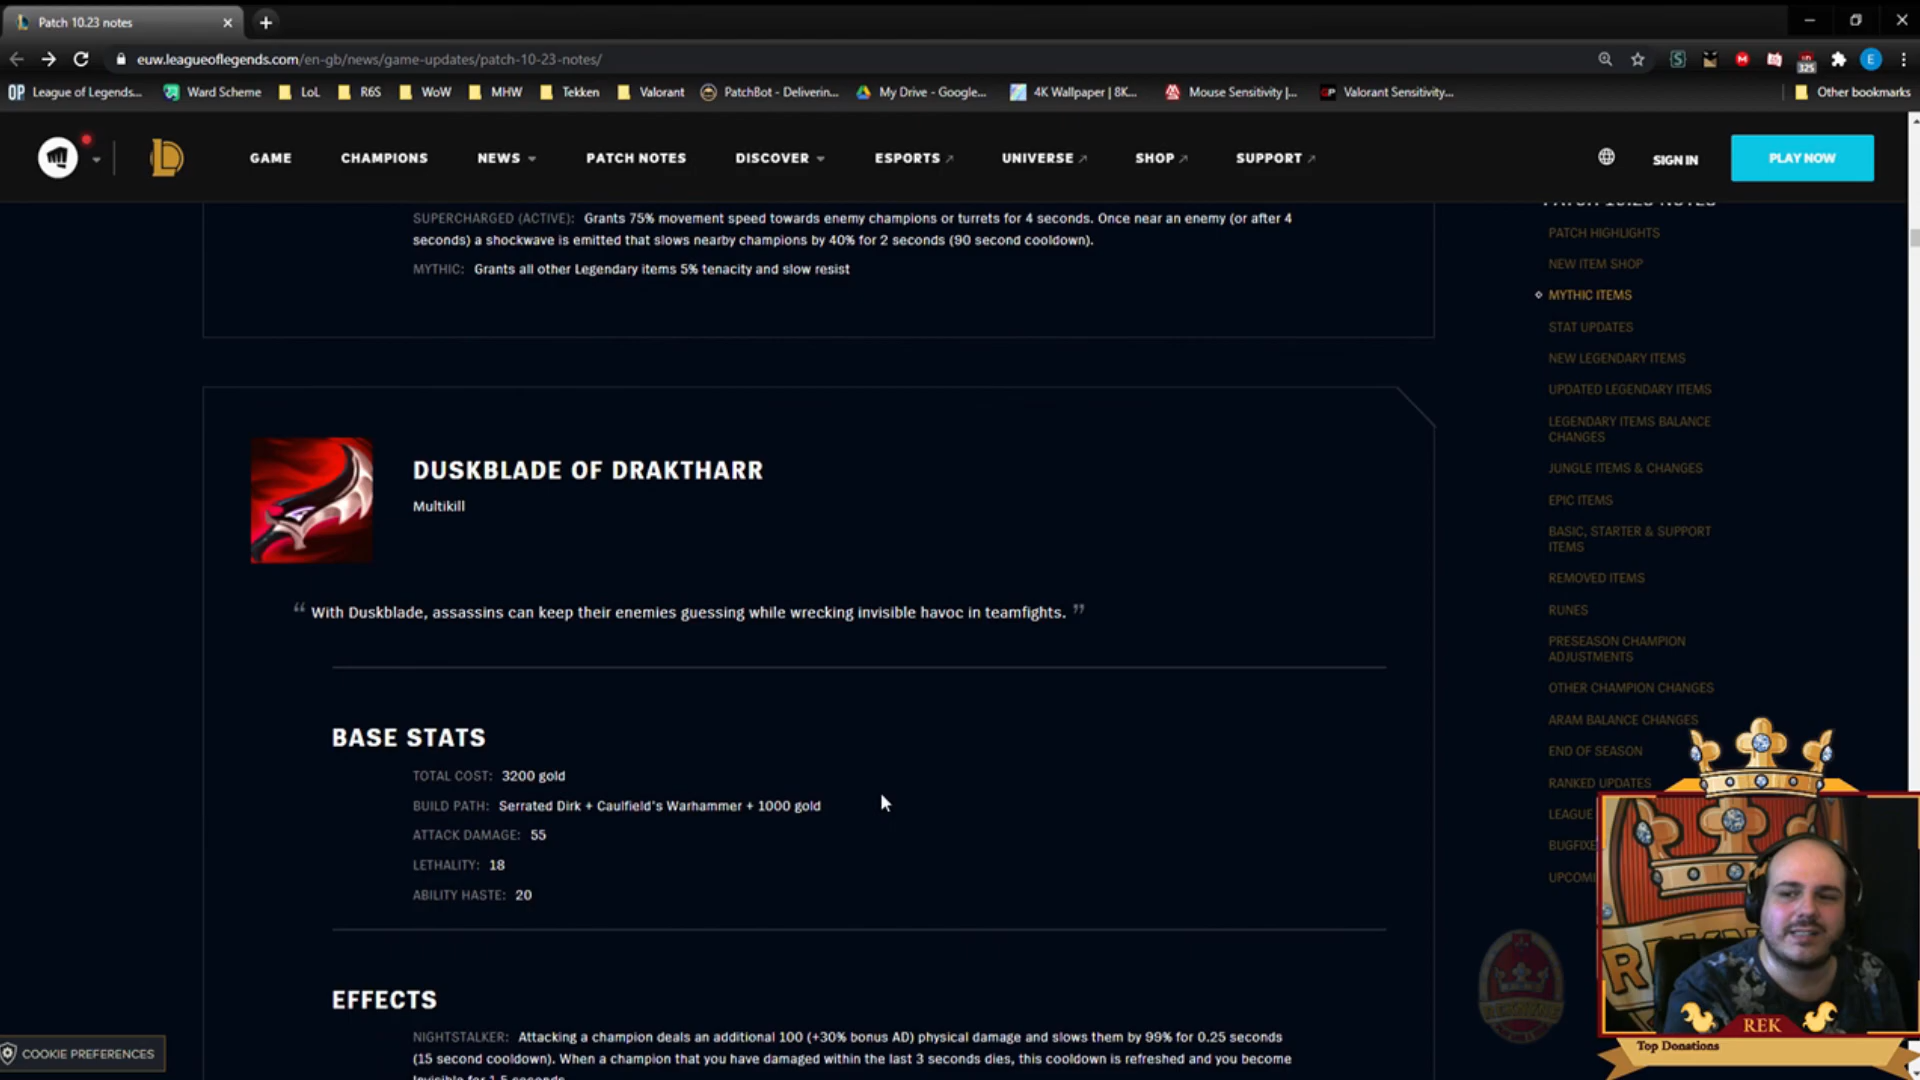 Patch 10.23 notes
euw.leagueoflegends.com/en-gb/news/game-updates/patch-10-23-notes/
325
E
OP League of Legends...
Ward Scheme
LoL
R6S
WoW
MHW
Tekken
Valorant
PatchBot - Deliverin...
My Drive - Google...
4K Wallpaper | 8K...
Mouse Sensitivity |...
Valorant Sensitivity...
Other bookmarks
GAME
CHAMPIONS
NEWS
PATCH NOTES
DISCOVER
ESPORTS
UNIVERSE
SHOP
SUPPORT
SIGN IN
PLAY NOW
SUPERCHARGED (ACTIVE): Grants 75% movement speed towards enemy champions or turrets for 4 seconds. Once near an enemy (or after 4
seconds) a shockwave is emitted that slows nearby champions by 40% for 2 seconds (90 second cooldown).
MYTHIC: Grants all other Legendary items 5% tenacity and slow resist
DUSKBLADE OF DRAKTHARR
Multikill
“ With Duskblade, assassins can keep their enemies guessing while wrecking invisible havoc in teamfights. ”
BASE STATS
TOTAL COST: 3200 gold
BUILD PATH: Serrated Dirk + Caulfield's Warhammer + 1000 gold
ATTACK DAMAGE: 55
LETHALITY: 18
ABILITY HASTE: 20
EFFECTS
NIGHTSTALKER: Attacking a champion deals an additional 100 (+30% bonus AD) physical damage and slows them by 99% for 0.25 seconds
(15 second cooldown). When a champion that you have damaged within the last 3 seconds dies, this cooldown is refreshed and you become
invisible for 1.5 seconds
PATCH 10.23 NOTES
PATCH HIGHLIGHTS
NEW ITEM SHOP
MYTHIC ITEMS
STAT UPDATES
NEW LEGENDARY ITEMS
UPDATED LEGENDARY ITEMS
LEGENDARY ITEMS BALANCE
CHANGES
JUNGLE ITEMS & CHANGES
EPIC ITEMS
BASIC, STARTER & SUPPORT
ITEMS
REMOVED ITEMS
RUNES
PRESEASON CHAMPION
ADJUSTMENTS
OTHER CHAMPION CHANGES
ARAM BALANCE CHANGES
END OF SEASON
RANKED UPDATES
LEAGUE
BUGFIXE
UPCOMI
COOKIE PREFERENCES
REK
Top Donations